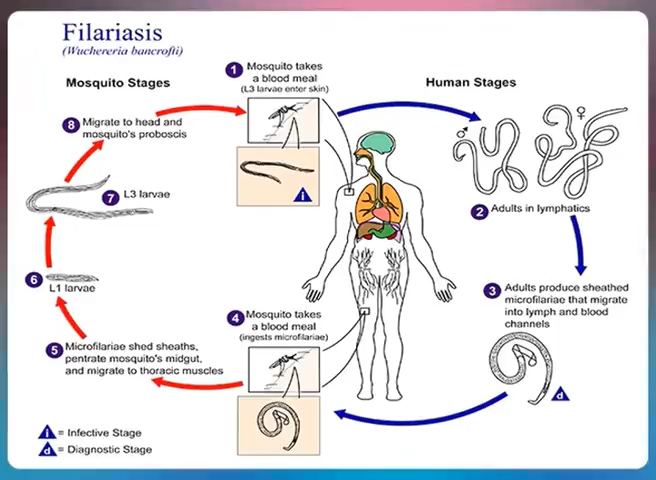 Filariasis
(Wuchereria bancrofti)
Mosquito Stages
Human Stages
1 Mosquito takes
a blood meal
(L3 larvae enter skin)
i
♂
♀
2 Adults in lymphatics
3 Adults produce sheathed
microfilariae that migrate
into lymph and blood
channels
d
4 Mosquito takes
a blood meal
(ingests microfilariae)
5 Microfilariae shed sheaths,
pentrate mosquito's midgut,
and migrate to thoracic muscles
6
L1 larvae
7 L3 larvae
8 Migrate to head and
mosquito's proboscis
i = Infective Stage
d = Diagnostic Stage